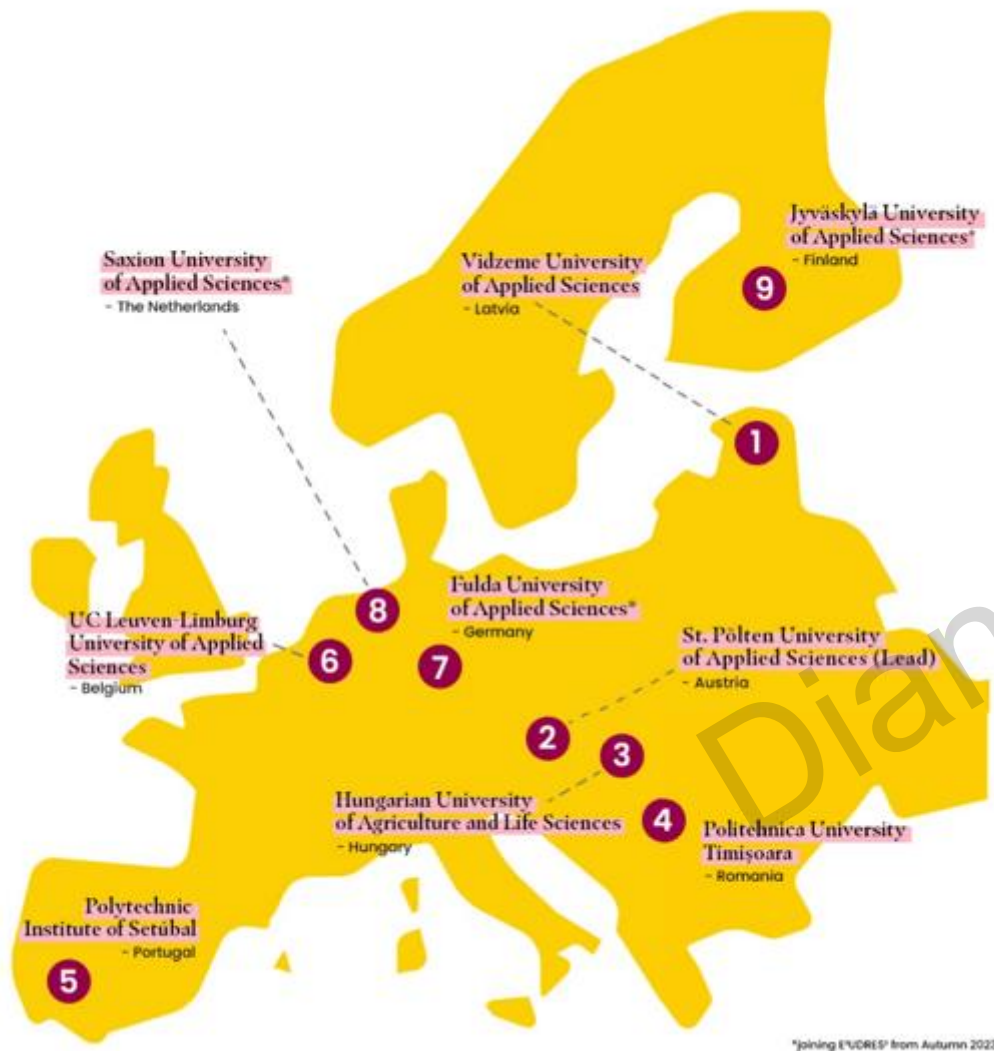 Jyväskylä University
of Applied Sciences*
- Finland
9
Saxion University
of Applied Sciences*
- The Netherlands
Vidzeme University
of Applied Sciences
- Latvia
1
8
Fulda University
of Applied Sciences*
- Germany
7
UC Leuven-Limburg
University of Applied
Sciences
- Belgium
6
St. Pölten University
of Applied Sciences (Lead)
- Austria
2
3
Hungarian University
of Agriculture and Life Sciences
- Hungary
4
Politehnica University
Timișoara
- Romania
Polytechnic
Institute of Setúbal
- Portugal
5
*joining E³UDRES² from Autumn 2023